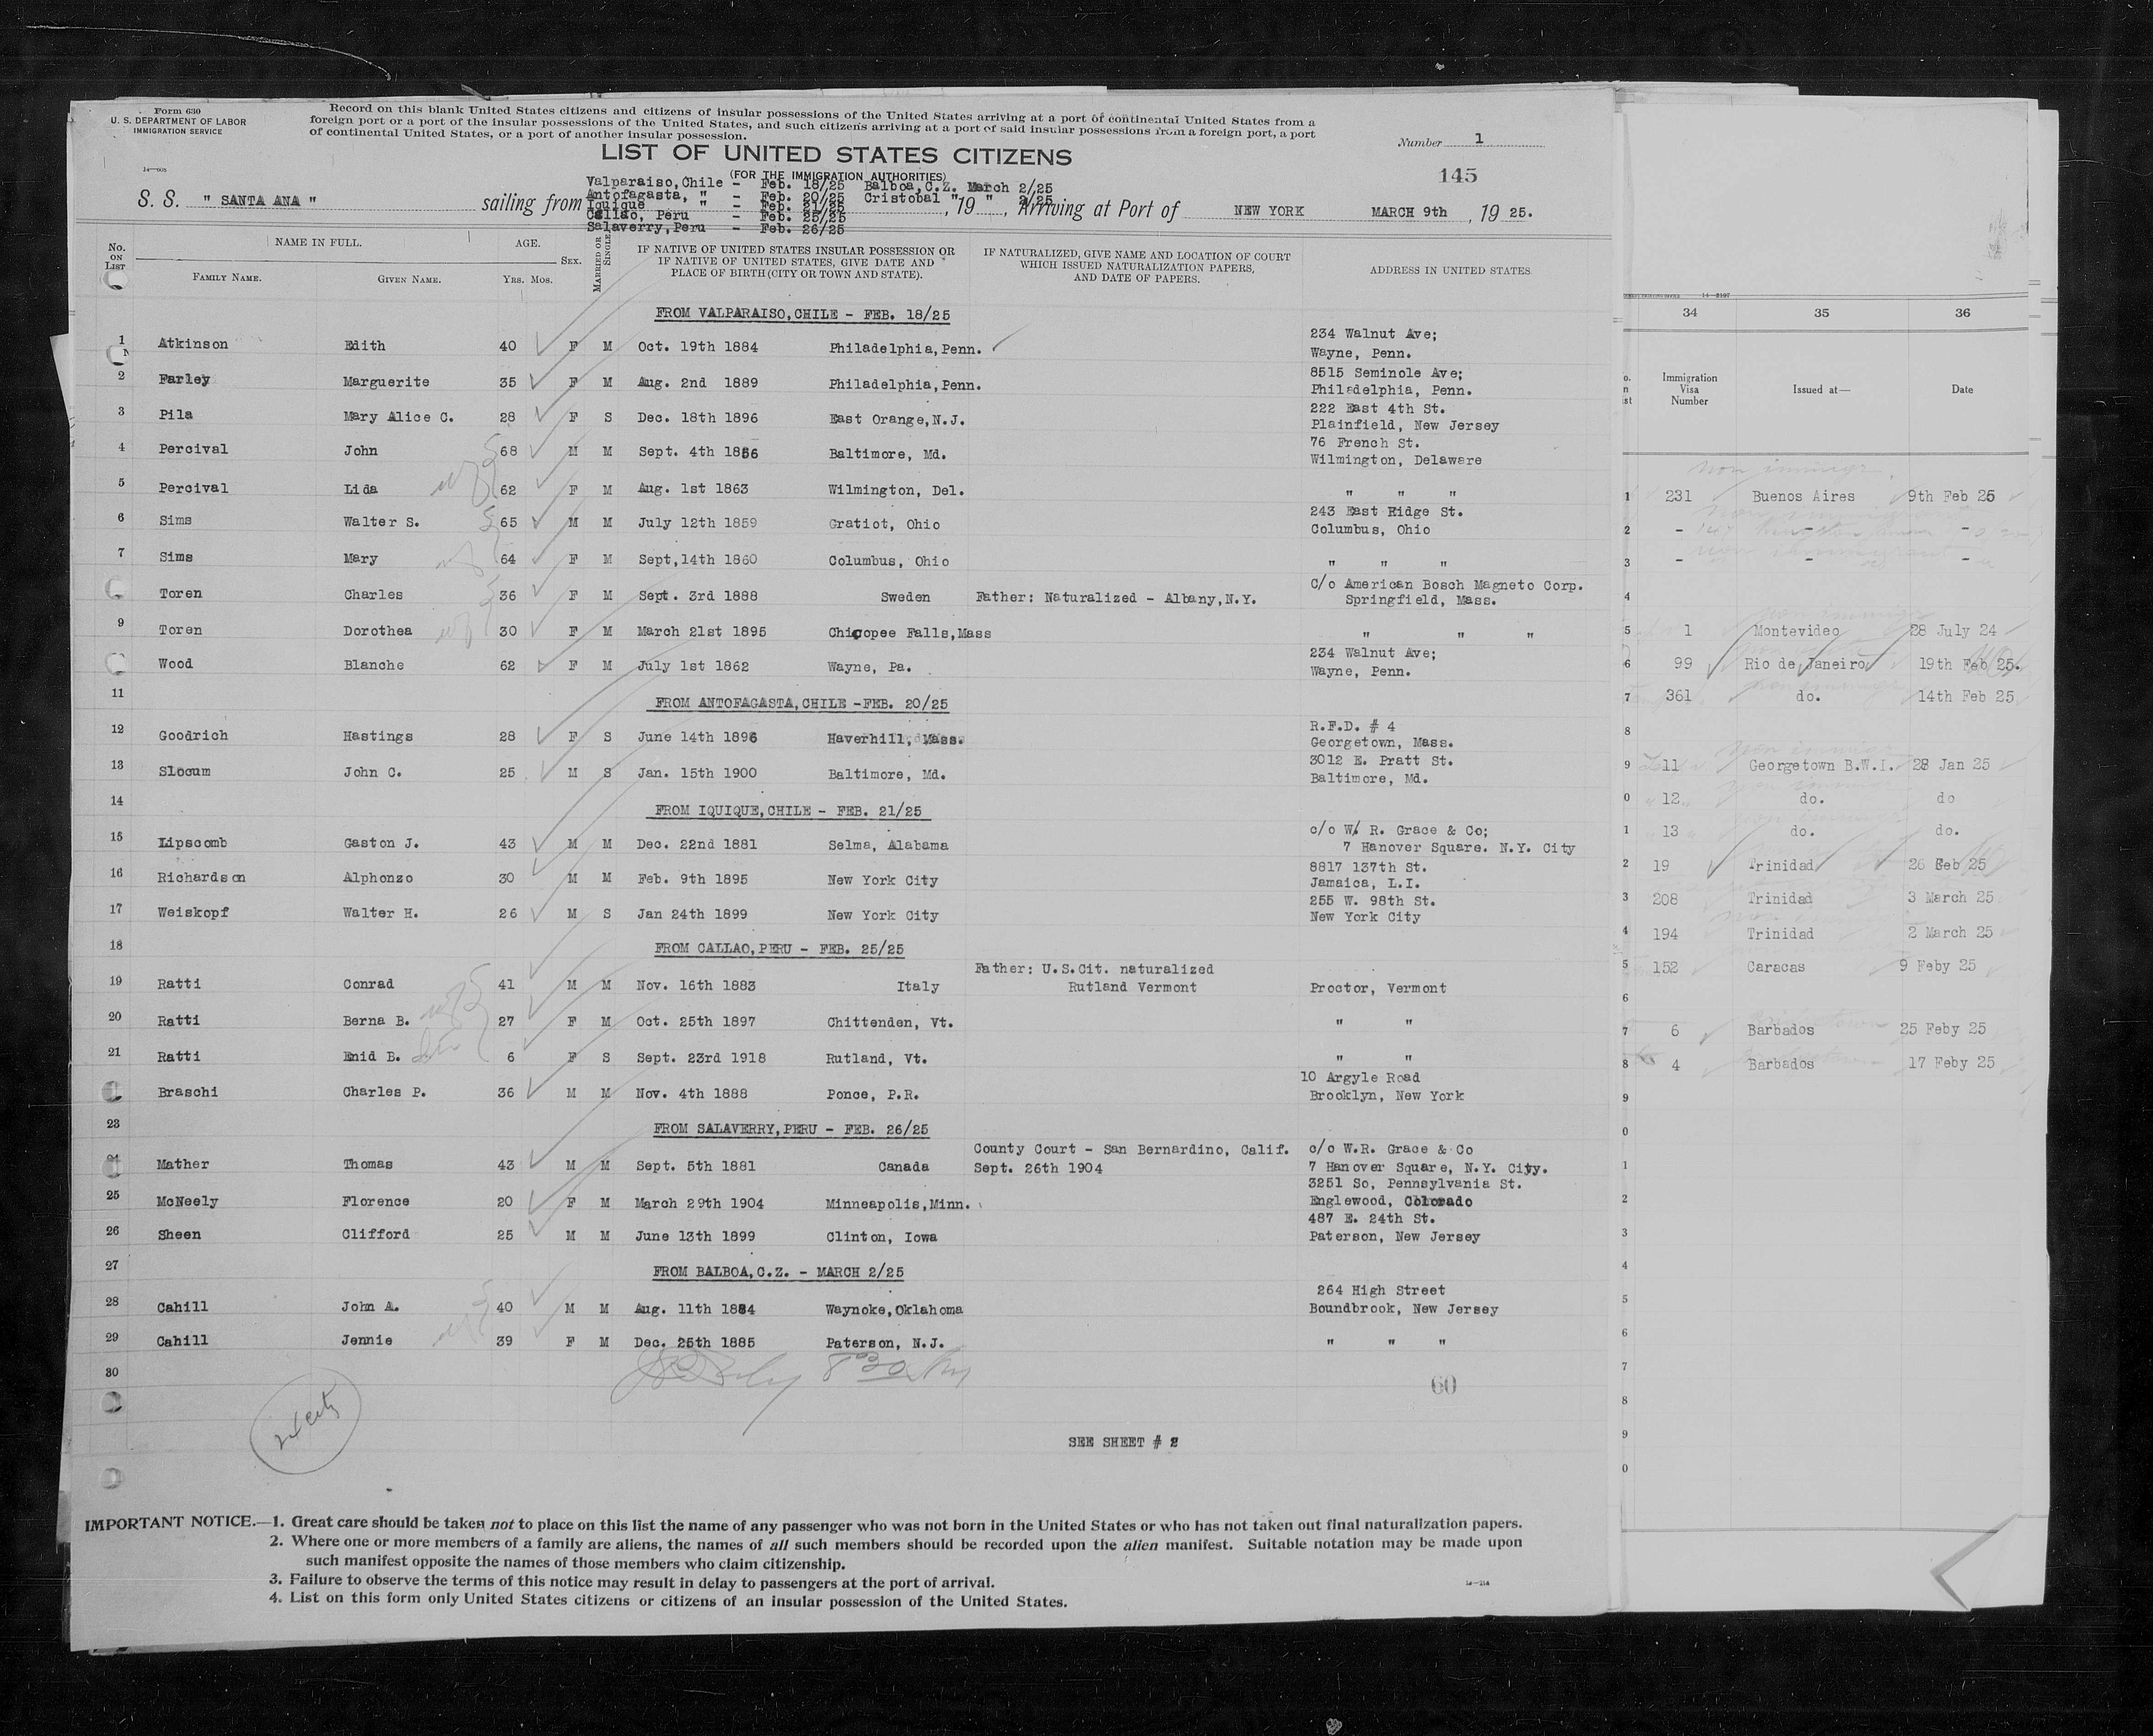 Form 630
U. S. DEPARTMENT OF LABOR
IMMIGRATION SERVICE
14—605
Record on this blank United States citizens and citizens of insular possessions of the United States arriving at a port of continental United States from a
foreign port or a port of the insular possessions of the United States, and such citizens arriving at a port of said insular possessions from a foreign port, a port
of continental United States, or a port of another insular possession.
Number 1
LIST OF UNITED STATES CITIZENS
(FOR THE IMMIGRATION AUTHORITIES)
145
Valparaiso, Chile - Feb. 18/25 Balboa, C.Z. March 2/25
Antofagasta, " - Feb. 20/25 Cristobal " "
Iquique " - Feb. 21/25
Callao, Peru - Feb. 25/25
Salaverry, Peru - Feb. 26/25
S. S. " SANTA ANA " sailing from , 19 , Arriving at Port of NEW YORK MARCH 9th , 19 25.
No. ON LIST
NAME IN FULL.
FAMILY NAME. GIVEN NAME.
AGE.
YRS. MOS.
SEX.
MARRIED OR SINGLE
IF NATIVE OF UNITED STATES INSULAR POSSESSION OR
IF NATIVE OF UNITED STATES, GIVE DATE AND
PLACE OF BIRTH (CITY OR TOWN AND STATE).
IF NATURALIZED, GIVE NAME AND LOCATION OF COURT
WHICH ISSUED NATURALIZATION PAPERS,
AND DATE OF PAPERS.
ADDRESS IN UNITED STATES
FROM VALPARAISO, CHILE - FEB. 18/25
1 Atkinson Edith 40 F M Oct. 19th 1884 Philadelphia, Penn. 234 Walnut Ave;
Wayne, Penn.
2 Farley Marguerite 35 F M Aug. 2nd 1889 Philadelphia, Penn. 8515 Seminole Ave;
Philadelphia, Penn.
3 Pila Mary Alice C. 28 F S Dec. 18th 1896 East Orange, N.J. 222 East 4th St.
Plainfield, New Jersey
4 Percival John 68 M M Sept. 4th 1856 Baltimore, Md. 76 French St.
Wilmington, Delaware
5 Percival Lida 62 F M Aug. 1st 1863 Wilmington, Del. " " "
6 Sims Walter S. 65 M M July 12th 1859 Gratiot, Ohio 243 East Ridge St.
Columbus, Ohio
7 Sims Mary 64 F M Sept, 14th 1860 Columbus, Ohio " " "
Toren Charles 36 F M Sept. 3rd 1888 Sweden Father: Naturalized - Albany, N.Y. C/o American Bosch Magneto Corp.
Springfield, Mass.
9 Toren Dorothea 30 F M March 21st 1895 Chicopee Falls, Mass " " "
Wood Blanche 62 F M July 1st 1862 Wayne, Pa. 234 Walnut Ave;
Wayne, Penn.
11 FROM ANTOFAGASTA, CHILE -FEB. 20/25
12 Goodrich Hastings 28 F S June 14th 1896 Haverhill, Mass. R.F.D. # 4
Georgetown, Mass.
13 Slocum John C. 25 M S Jan. 15th 1900 Baltimore, Md. 3012 E. Pratt St.
Baltimore, Md.
14 FROM IQUIQUE, CHILE - FEB. 21/25
15 Lipscomb Gaston J. 43 M M Dec. 22nd 1881 Selma, Alabama c/o W. R. Grace & Co;
7 Hanover Square. N.Y. City
16 Richardson Alphonzo 30 M M Feb. 9th 1895 New York City 8817 137th St.
Jamaica, L.I.
17 Weiskopf Walter H. 26 M S Jan 24th 1899 New York City 255 W. 98th St.
New York City
18 FROM CALLAO, PERU - FEB. 25/25
19 Ratti Conrad 41 M M Nov. 16th 1883 Italy Father: U.S.Cit. naturalized
Rutland Vermont Proctor, Vermont
20 Ratti Berna B. 27 F M Oct. 25th 1897 Chittenden, Vt. " "
21 Ratti Enid B. 6 F S Sept. 23rd 1918 Rutland, Vt. " "
Braschi Charles P. 36 M M Nov. 4th 1888 Ponce, P.R. 10 Argyle Road
Brooklyn, New York
23 FROM SALAVERRY, PERU - FEB. 26/25
24 Mather Thomas 43 M M Sept. 5th 1881 Canada County Court - San Bernardino, Calif.
Sept. 26th 1904 c/o W.R. Grace & Co
7 Hanover Square, N.Y. City.
25 McNeely Florence 20 F M March 29th 1904 Minneapolis, Minn. 3251 So, Pennsylvania St.
Englewood, Colorado
26 Sheen Clifford 25 M M June 13th 1899 Clinton, Iowa 487 E. 24th St.
Paterson, New Jersey
27 FROM BALBOA, C.Z. - MARCH 2/25
28 Cahill John A. 40 M M Aug. 11th 1884 Waynoke, Oklahoma 264 High Street
Boundbrook, New Jersey
29 Cahill Jennie 39 F M Dec. 25th 1885 Paterson, N.J. " " "
30
60
SEE SHEET # 2
IMPORTANT NOTICE.—1. Great care should be taken not to place on this list the name of any passenger who was not born in the United States or who has not taken out final naturalization papers.
2. Where one or more members of a family are aliens, the names of all such members should be recorded upon the alien manifest. Suitable notation may be made upon
such manifest opposite the names of those members who claim citizenship.
3. Failure to observe the terms of this notice may result in delay to passengers at the port of arrival.
4. List on this form only United States citizens or citizens of an insular possession of the United States.
14—2197
34 35 36
Immigration
Visa
Number
Issued at—
Date
1 231 Buenos Aires 9th Feb 25
2 - - -
3 - - -
4
5 1 Montevideo 28 July 24
6 99 Rio de Janeiro 19th Feb 25.
7 361 do. 14th Feb 25
8
9 11 Georgetown B.W.I. 28 Jan 25
0 12 do. do
1 13 do. do.
2 19 Trinidad 26 Feb 25
3 208 Trinidad 3 March 25
4 194 Trinidad 2 March 25
5 152 Caracas 9 Feby 25
6
7 6 Barbados 25 Feby 25
8 4 Barbados 17 Feby 25
9
0
1
2
3
4
5
6
7
8
9
0